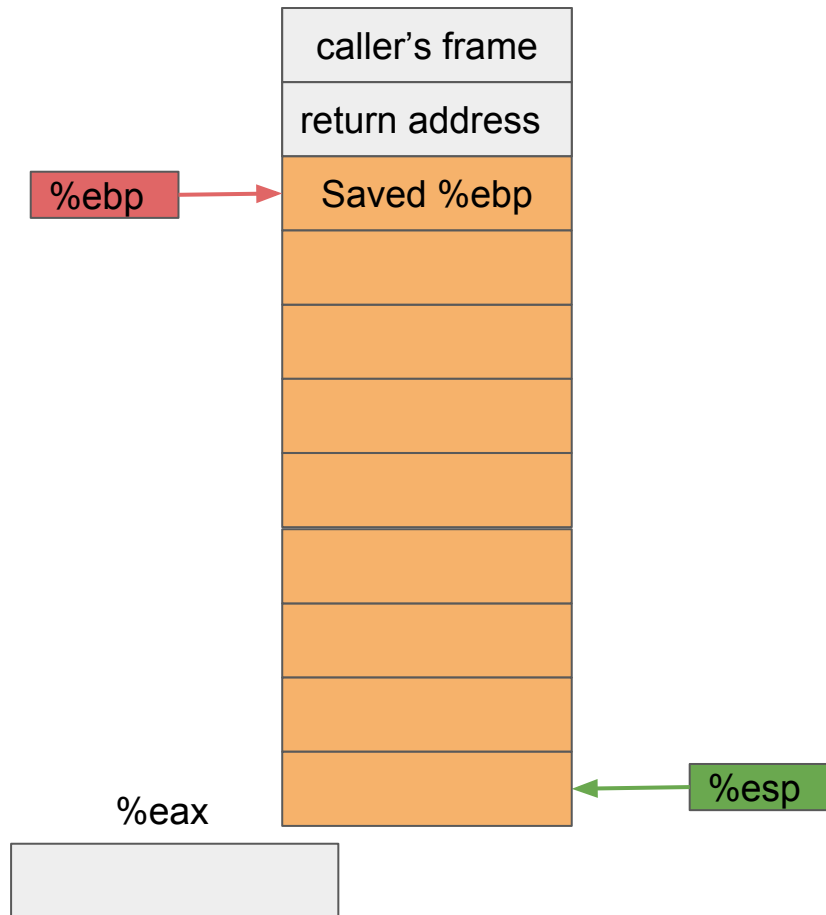 caller’s frame
return address
%ebp
Saved %ebp
%esp
%eax